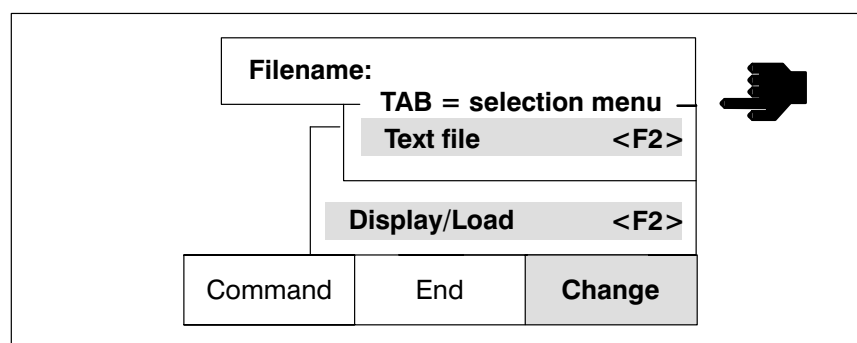 Filename:
TAB = selection menu
Text file <F2>
Display/Load <F2>
Command End Change